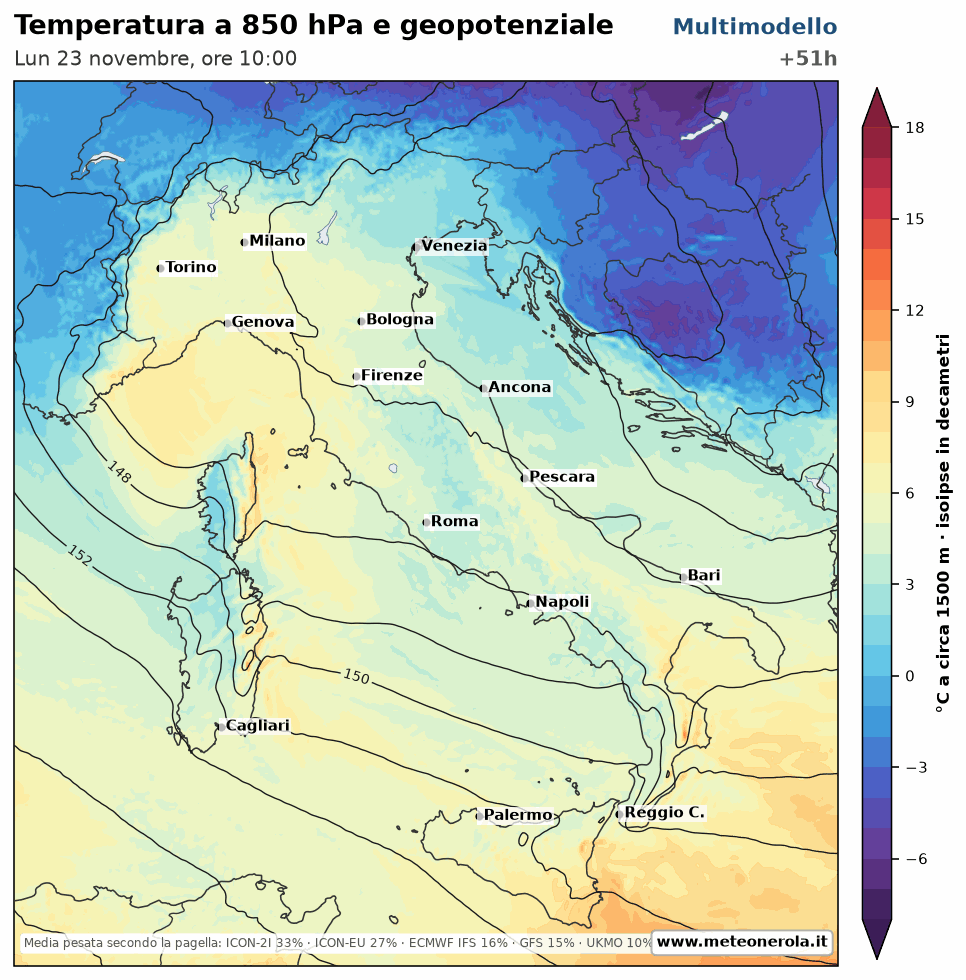 Temperatura a 850 hPa e geopotenziale
Multimodello
Lun 23 novembre, ore 10:00
+51h
Milano
Venezia
Torino
Genova
Bologna
Firenze
Ancona
148
Pescara
Roma
152
Bari
Napoli
150
Cagliari
Palermo
Reggio C.
18
15
12
9
6
3
0
−3
−6
°C a circa 1500 m · isoipse in decametri
Media pesata secondo la pagella: ICON-2I 33% · ICON-EU 27% · ECMWF IFS 16% · GFS 15% · UKMO 10%
www.meteonerola.it